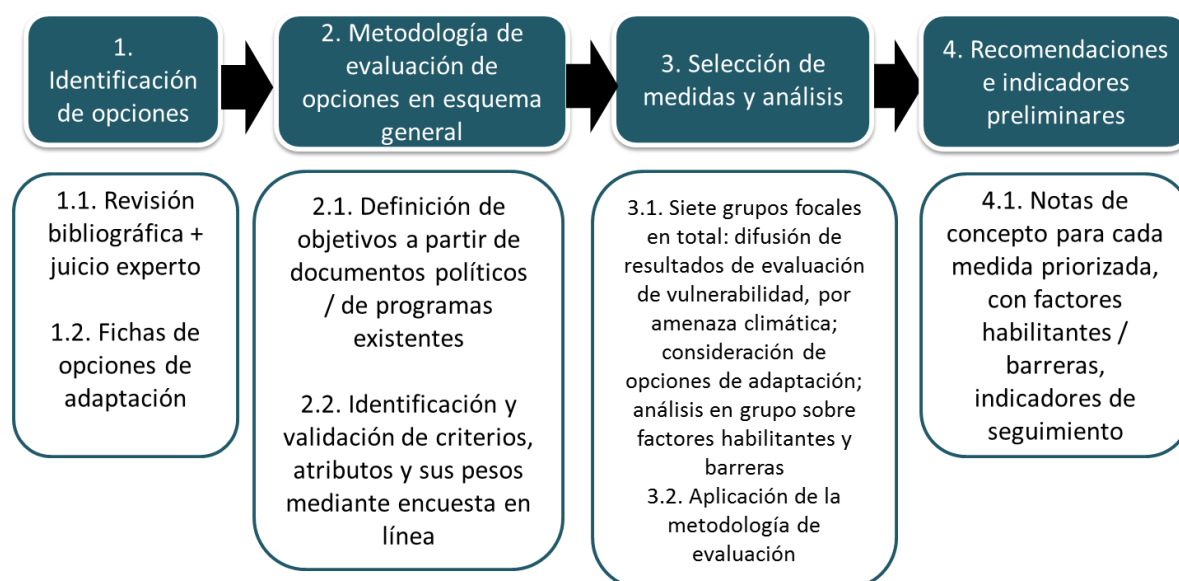 1.
Identificación
de opciones
2. Metodología de
evaluación de
opciones en esquema
general
3. Selección de
medidas y análisis
4. Recomendaciones
e indicadores
preliminares
1.1. Revisión
bibliográfica +
juicio experto
1.2. Fichas de
opciones de
adaptación
2.1. Definición de
objetivos a partir de
documentos políticos
/ de programas
existentes
2.2. Identificación y
validación de criterios,
atributos y sus pesos
mediante encuesta en
línea
3.1. Siete grupos focales
en total: difusión de
resultados de evaluación
de vulnerabilidad, por
amenaza climática;
consideración de
opciones de adaptación;
análisis en grupo sobre
factores habilitantes y
barreras
3.2. Aplicación de la
metodología de
evaluación
4.1. Notas de
concepto para cada
medida priorizada,
con factores
habilitantes /
barreras,
indicadores de
seguimiento